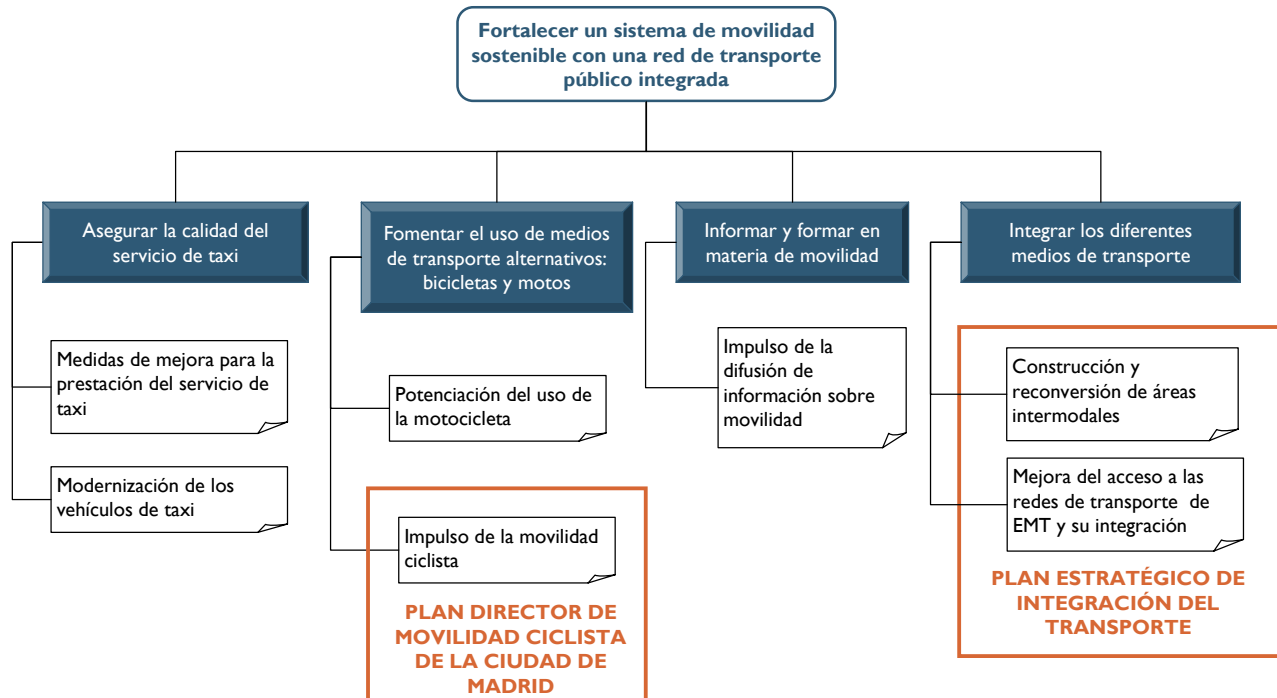 Fortalecer un sistema de movilidad
sostenible con una red de transporte
público integrada
Asegurar la calidad del
servicio de taxi
Medidas de mejora para la
prestación del servicio de
taxi
Modernización de los
vehículos de taxi
Fomentar el uso de medios
de transporte alternativos:
bicicletas y motos
Potenciación del uso de
la motocicleta
Impulso de la movilidad
ciclista
PLAN DIRECTOR DE
MOVILIDAD CICLISTA
DE LA CIUDAD DE
MADRID
Informar y formar en
materia de movilidad
Impulso de la
difusión de
información sobre
movilidad
Integrar los diferentes
medios de transporte
Construcción y
reconversión de áreas
intermodales
Mejora del acceso a las
redes de transporte de
EMT y su integración
PLAN ESTRATÉGICO DE
INTEGRACIÓN DEL
TRANSPORTE